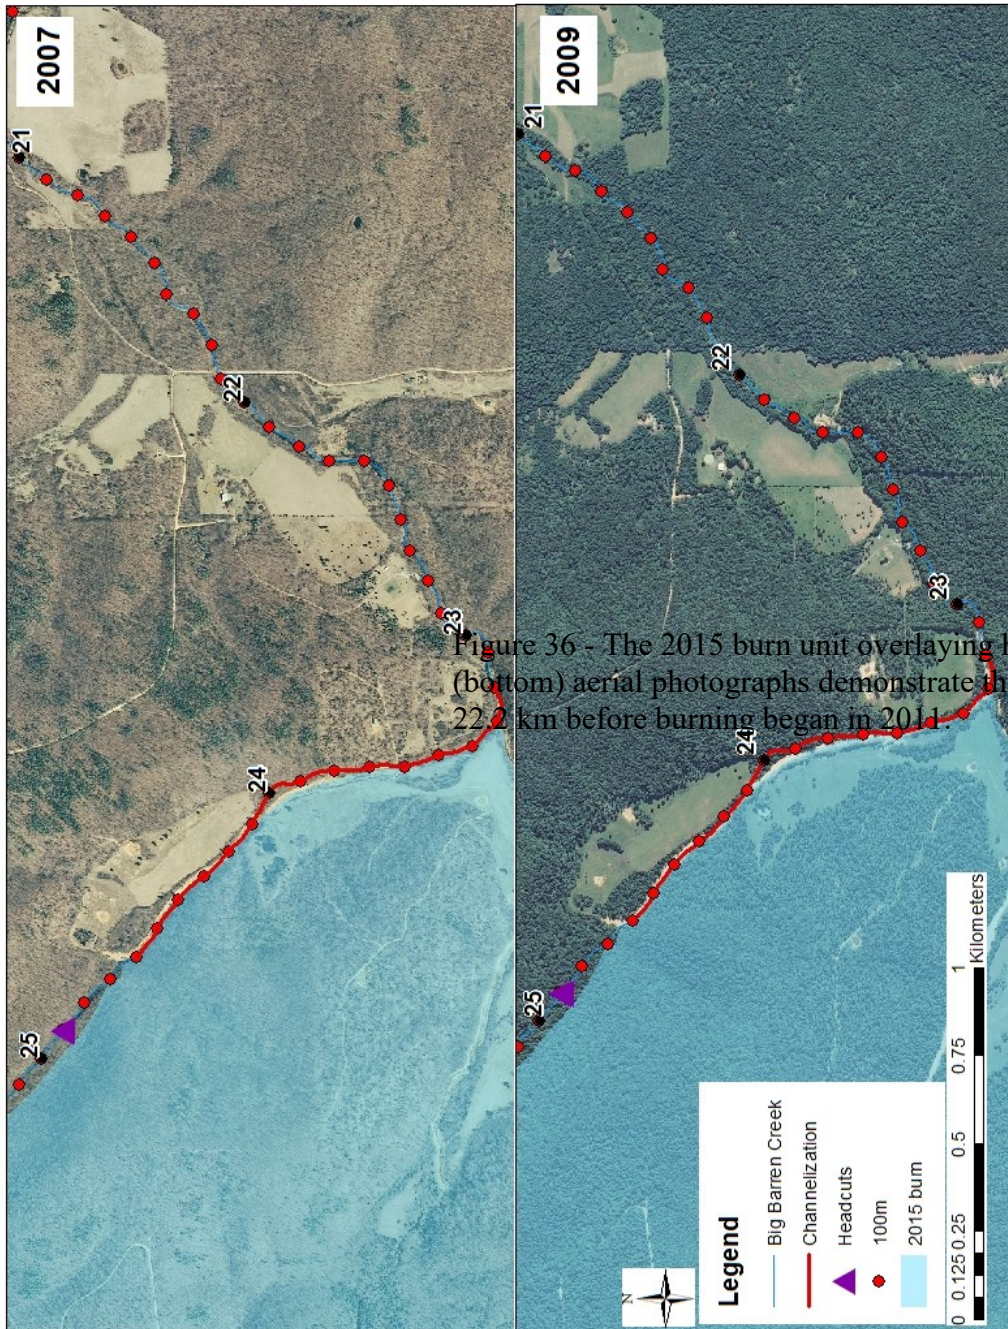 2007
21
22
23
24
25
2009
21
22
23
24
25
Figure 36 - The 2015 burn unit overlaying
(bottom) aerial photographs demonstrate
22.2 km before burning began in 2011.
N
Legend
Big Barren Creek
Channelization
Headcuts
100m
2015 burn
0 0.125 0.25 0.5 0.75 1
Kilometers